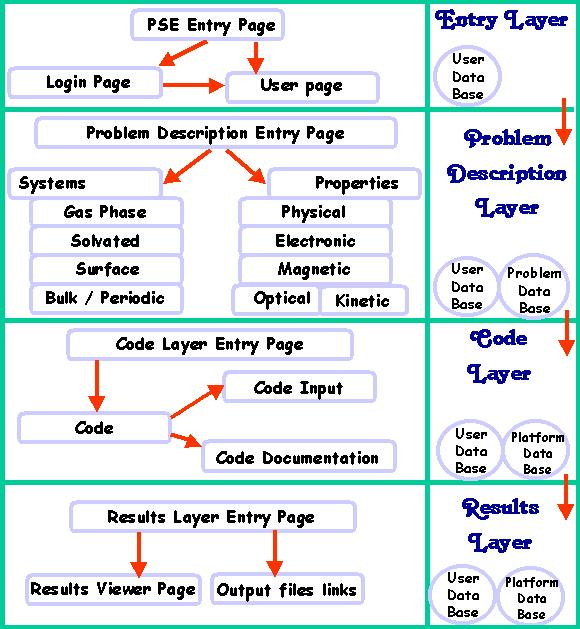 PSE Entry Page
Login Page
User page
Entry Layer
User
Data
Base
Problem Description Entry Page
Systems
Gas Phase
Solvated
Surface
Bulk / Periodic
Properties
Physical
Electronic
Magnetic
Optical
Kinetic
Problem
Description
Layer
User
Data
Base
Problem
Data
Base
Code Layer Entry Page
Code Input
Code
Code Documentation
Code
Layer
User
Data
Base
Platform
Data
Base
Results Layer Entry Page
Results Viewer Page
Output files links
Results
Layer
User
Data
Base
Platform
Data
Base